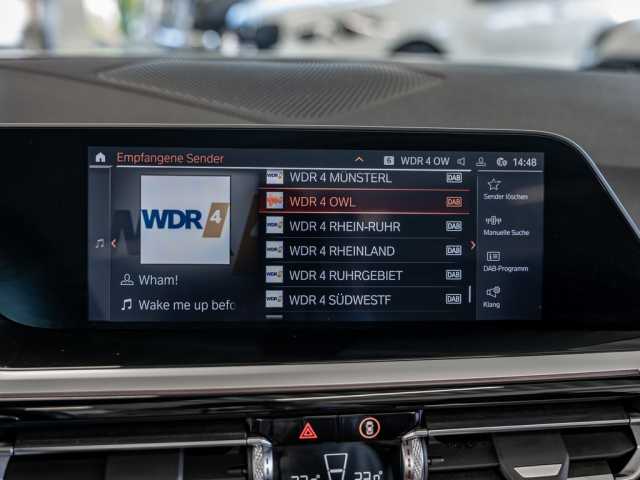 Empfangene Sender
6 WDR 4 OW 14:48
WDR 4
Wham!
Wake me up befo
WDR 4 MÜNSTERL DAB
WDR 4 OWL DAB
WDR 4 RHEIN-RUHR DAB
WDR 4 RHEINLAND DAB
WDR 4 RUHRGEBIET DAB
WDR 4 SÜDWESTF DAB
Sender löschen
Manuelle Suche
DAB-Programm
Klang